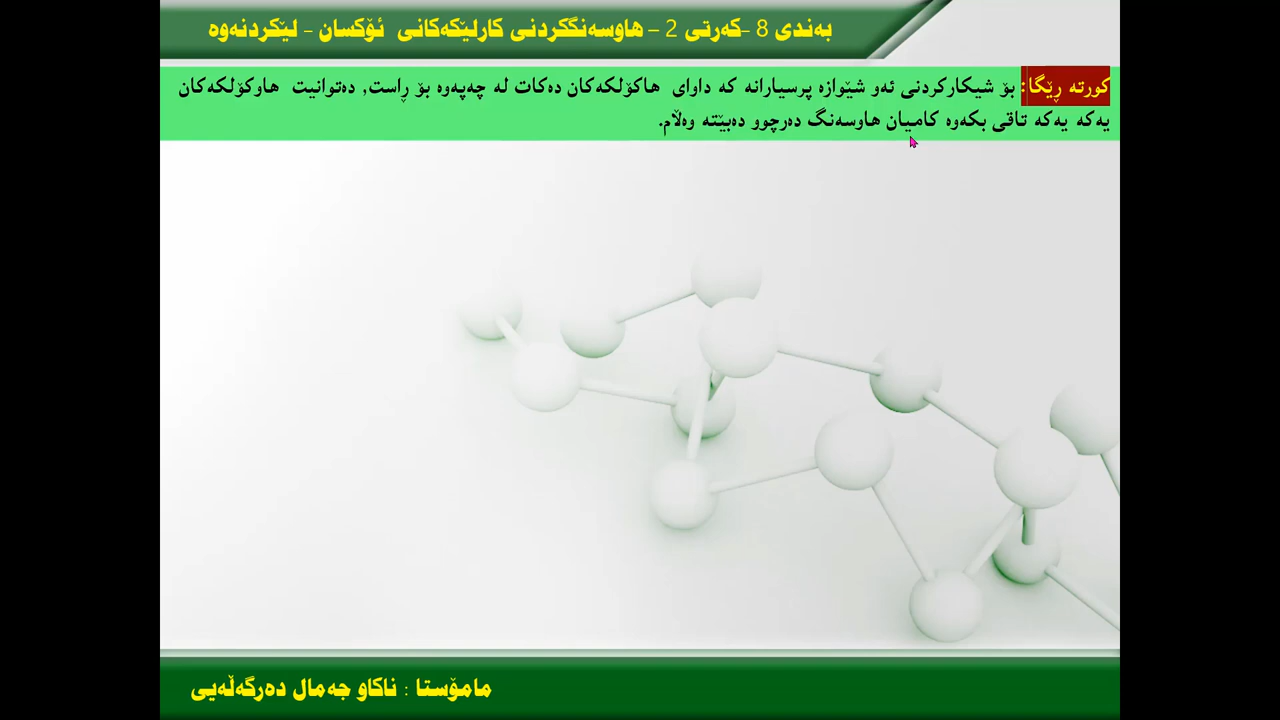 بەندی 8 -کەرتی 2 – هاوسەنگکردنی کارلێکەکانی ئۆکسان - لێکردنەوە
کورتە ڕێگا: بۆ شیکارکردنی ئەو شێوازە پرسیارانە کە داوای هاکۆلکەکان دەکات لە چەپەوە بۆ ڕاست, دەتوانیت هاوکۆلکەکان
یەکە یەکە تاقی بکەوە کامیان هاوسەنگ دەرچوو دەبێتە وەڵام.
مامۆستا : ناکاو جەمال دەرگەڵەیی